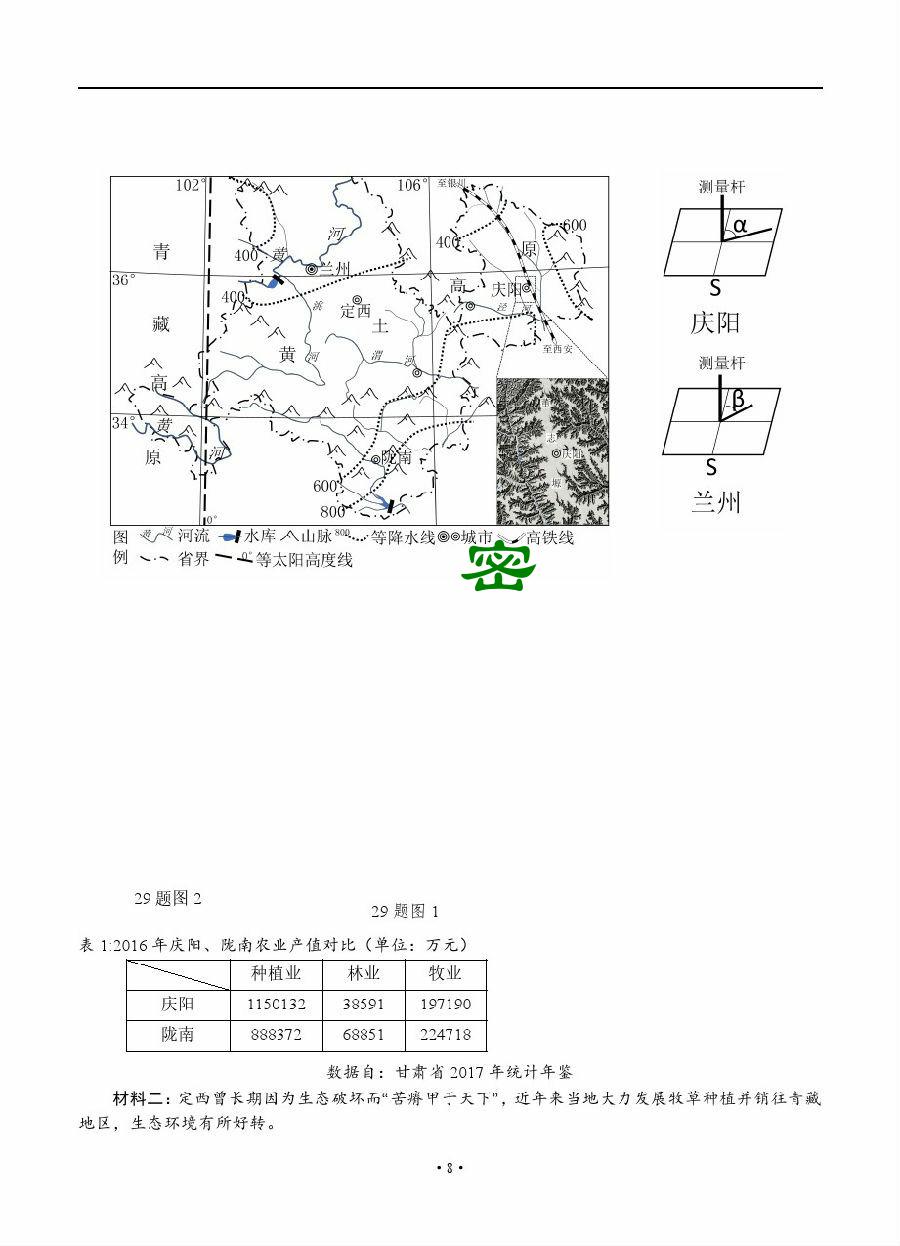 102°
106°
至银川
600
青
400
黄
河
400
原
兰州
36°
400
洮
定西
高
庆阳
泾
河
藏
土
至西安
黄
河
渭
河
高
34°
黄
河
原
陇南
600
800
0°
董
志
庆阳
塬
测量杆
α
S
庆阳
测量杆
β
S
兰州
图 黄河 河流 水库 山脉 800 等降水线 城市 高铁线
例 省界 0° 等太阳高度线
密
29 题图 2
29 题图 1
表 1:2016 年庆阳、陇南农业产值对比（单位：万元）
种植业 林业 牧业
庆阳 1150132 38591 197190
陇南 888372 68851 224718
数据自：甘肃省 2017 年统计年鉴
材料二：定西曾长期因为生态破坏而“苦瘠甲于天下”，近年来当地大力发展牧草种植并销往青藏
地区，生态环境有所好转。
·8·